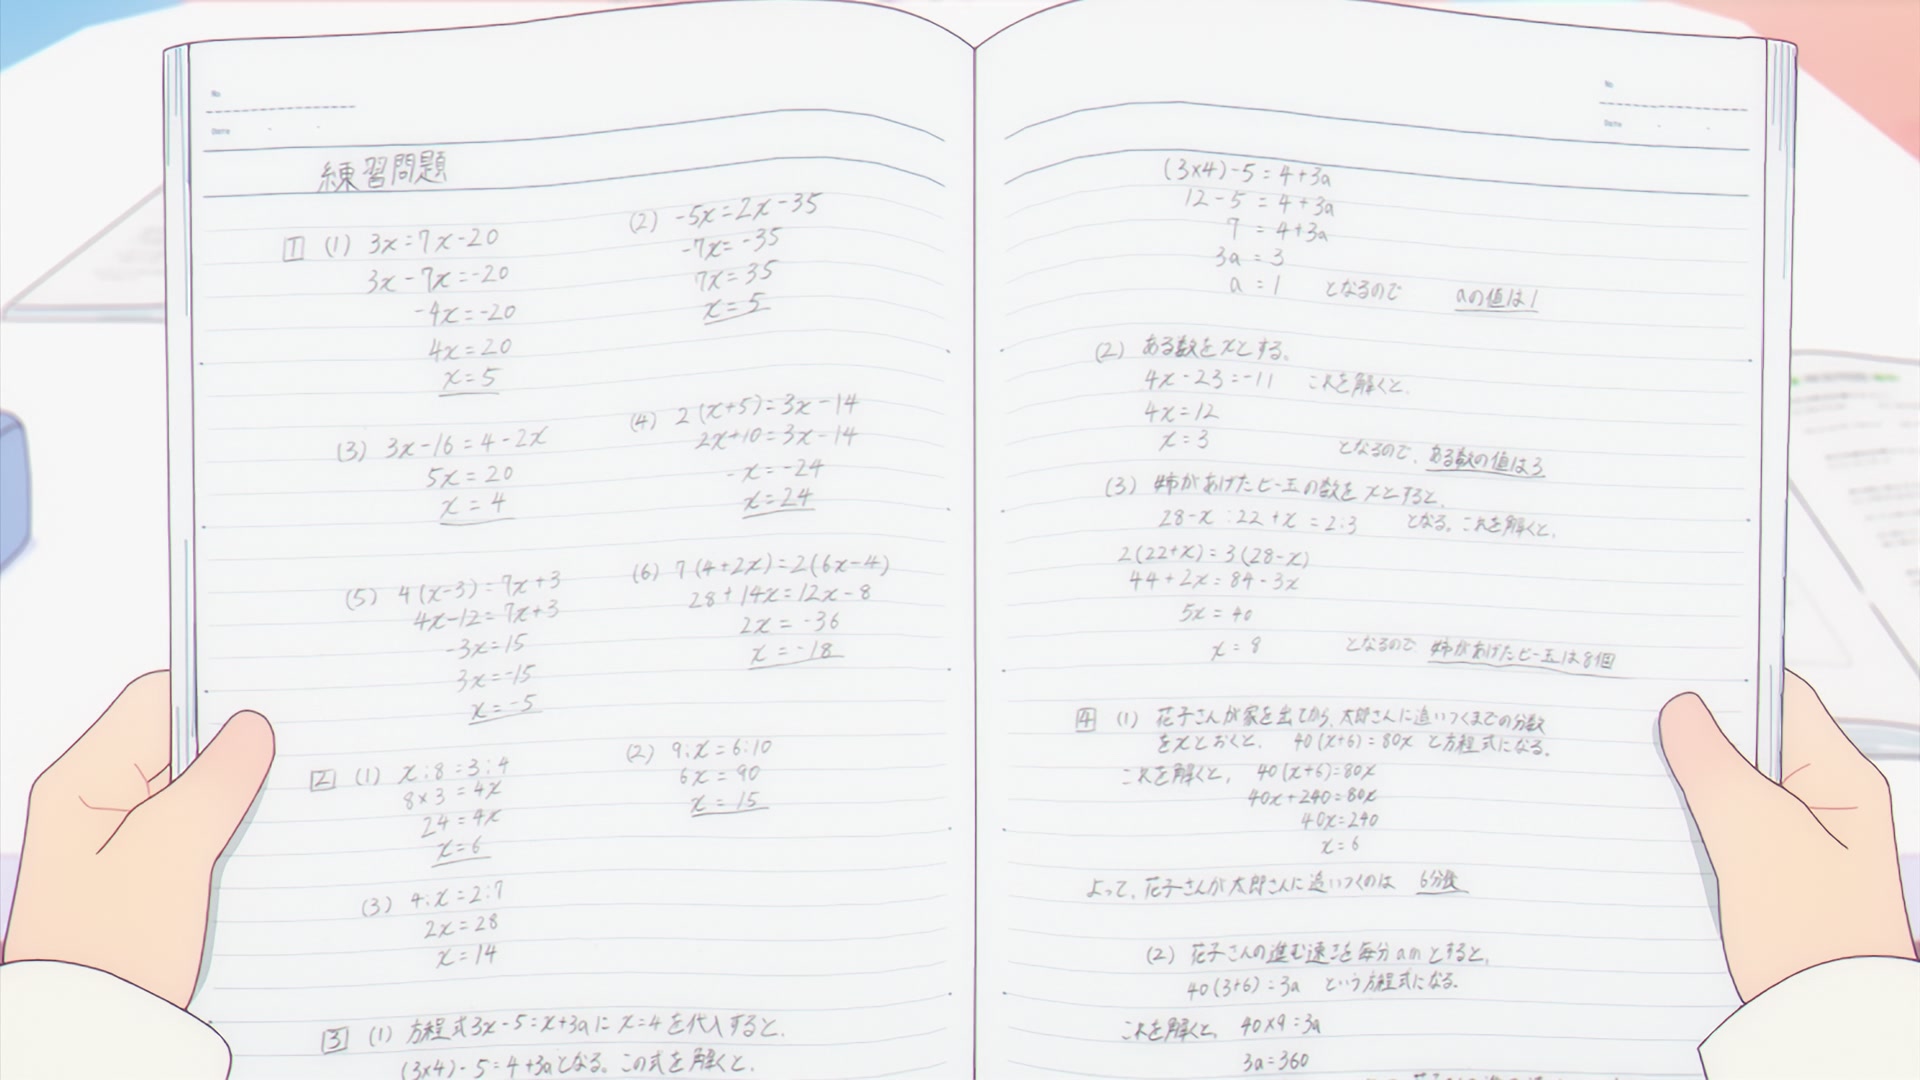 No
Date
練習問題
1 (1) 3x=7x-20
3x-7x=-20
-4x=-20
4x=20
x=5
(2) -5x=2x-35
-7x=-35
7x=35
x=5
(3) 3x-16=4-2x
5x=20
x=4
(4) 2(x+5)=3x-14
2x+10=3x-14
-x=-24
x=24
(5) 4(x-3)=7x+3
4x-12=7x+3
-3x=15
3x=-15
x=-5
(6) 7(4+2x)=2(6x-4)
28+14x=12x-8
2x=-36
x=-18
2 (1) x:8=3:4
8×3=4x
24=4x
x=6
(2) 9:x=6:10
6x=90
x=15
(3) 4:x=2:7
2x=28
x=14
3 (1) 方程式3x-5=x+3aにx=4を代入すると、
(3×4)-5=4+3aとなる。この式を解くと、
No
Date
(3×4)-5=4+3a
12-5=4+3a
7=4+3a
3a=3
a=1 となるので aの値は1
(2) ある数をxとする。
4x-23=-11 これを解くと、
4x=12
x=3 となるので、ある数の値は3
(3) 姉があげたビー玉の数をxとすると、
28-x:22+x=2:3 となる。これを解くと、
2(22+x)=3(28-x)
44+2x=84-3x
5x=40
x=8 となるので 姉があげたビー玉は8個
4 (1) 花子さんが家を出てから、太郎さんに追いつくまでの分数
をxとおくと、40(x+6)=80x と方程式になる。
これを解くと、40(x+6)=80x
40x+240=80x
40x=240
x=6
よって、花子さんが太郎さんに追いつくのは 6分後
(2) 花子さんの進む速さを毎分amとすると、
40(3+6)=3a という方程式になる。
これを解くと、40×9=3a
3a=360